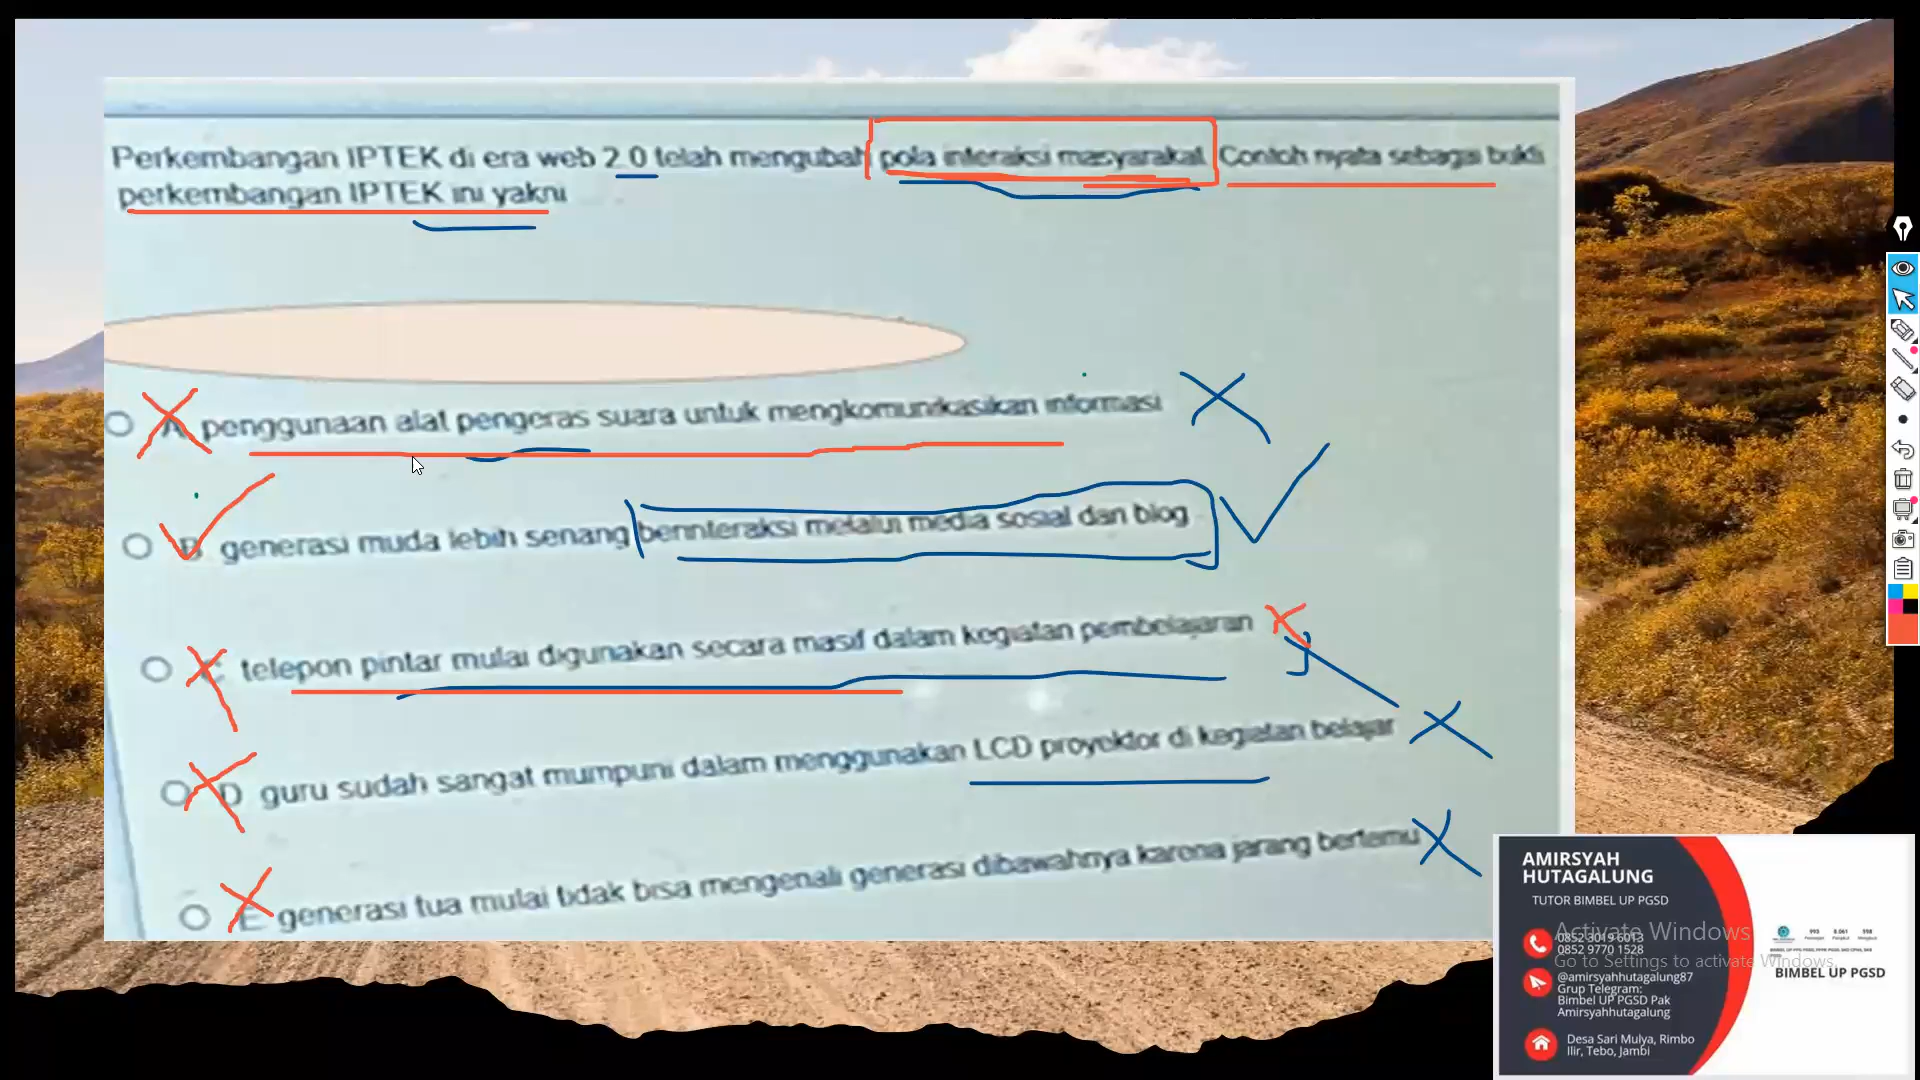 Perkembangan IPTEK di era web 2.0 telah mengubah pola interaksi masyarakat. Contoh nyata sebagai bukti
perkembangan IPTEK ini yakni
A penggunaan alat pengeras suara untuk mengkomunikasikan informasi
B generasi muda lebih senang berinteraksi melalui media sosial dan blog
C telepon pintar mulai digunakan secara masif dalam kegiatan pembelajaran
D guru sudah sangat mumpuni dalam menggunakan LCD proyektor di kegiatan belajar
E generasi tua mulai tidak bisa mengenali generasi dibawahnya karena jarang bertemu
AMIRSYAH
HUTAGALUNG
TUTOR BIMBEL UP PGSD
0852 3019 6013
0852 9770 1528
@amirsyahhutagalung87
Grup Telegram:
Bimbel UP PGSD Pak
Amirsyahhutagalung
Desa Sari Mulya, Rimbo
Ilir, Tebo, Jambi
BIMBEL UP PGSD
Activate Windows
Go to Settings to activate Windows.